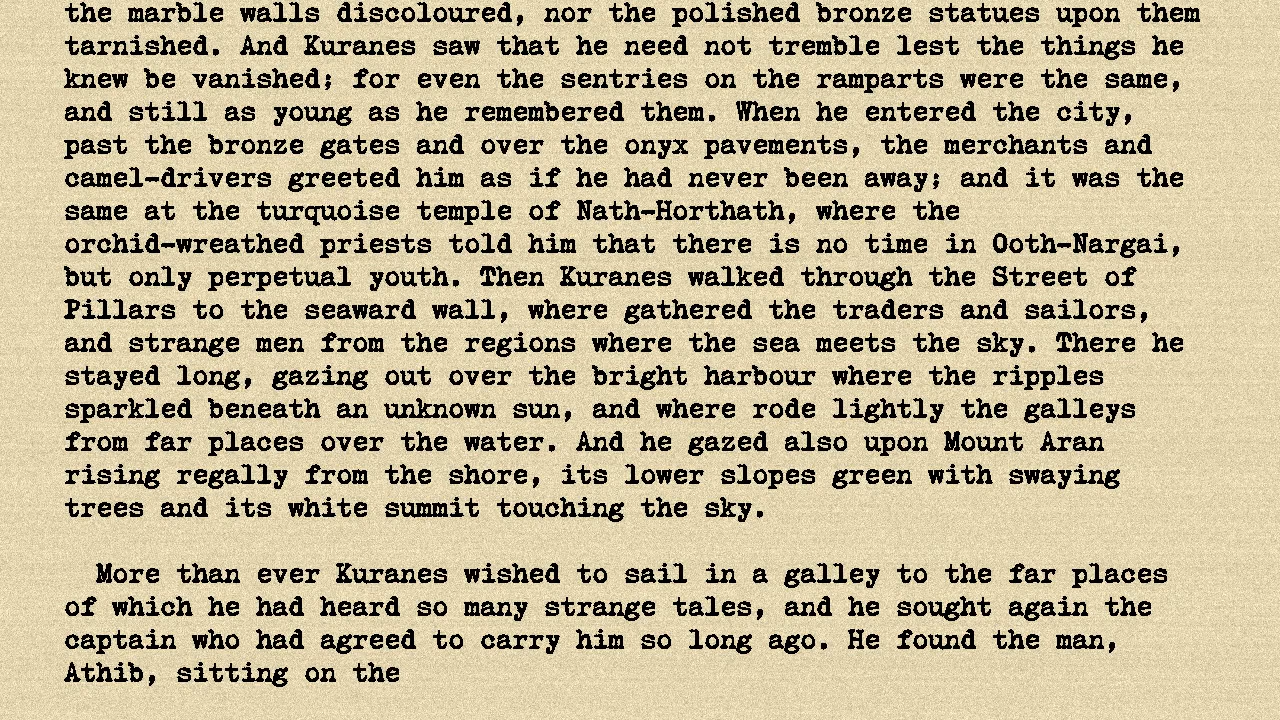 the marble walls discoloured, nor the polished bronze statues upon them
tarnished. And Kuranes saw that he need not tremble lest the things he
knew be vanished; for even the sentries on the ramparts were the same,
and still as young as he remembered them. When he entered the city,
past the bronze gates and over the onyx pavements, the merchants and
camel-drivers greeted him as if he had never been away; and it was the
same at the turquoise temple of Nath-Horthath, where the
orchid-wreathed priests told him that there is no time in Ooth-Nargai,
but only perpetual youth. Then Kuranes walked through the Street of
Pillars to the seaward wall, where gathered the traders and sailors,
and strange men from the regions where the sea meets the sky. There he
stayed long, gazing out over the bright harbour where the ripples
sparkled beneath an unknown sun, and where rode lightly the galleys
from far places over the water. And he gazed also upon Mount Aran
rising regally from the shore, its lower slopes green with swaying
trees and its white summit touching the sky.

More than ever Kuranes wished to sail in a galley to the far places
of which he had heard so many strange tales, and he sought again the
captain who had agreed to carry him so long ago. He found the man,
Athib, sitting on the